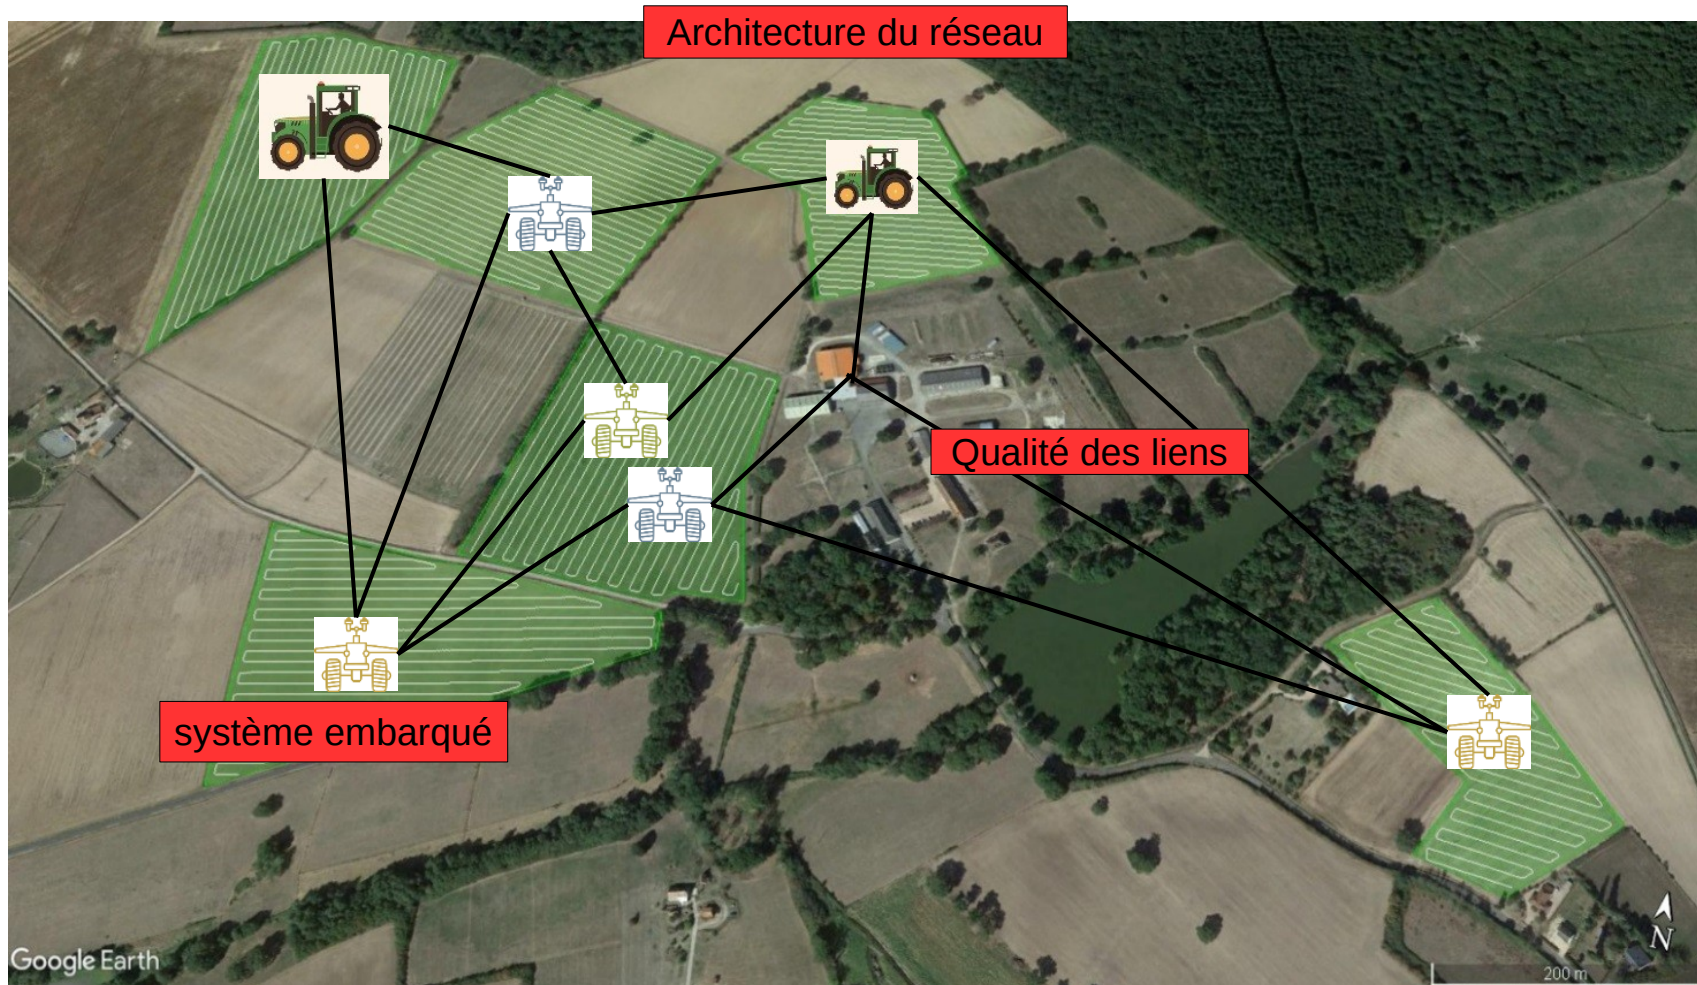 Architecture du réseau
Qualité des liens
système embarqué
Google Earth
N
200 m